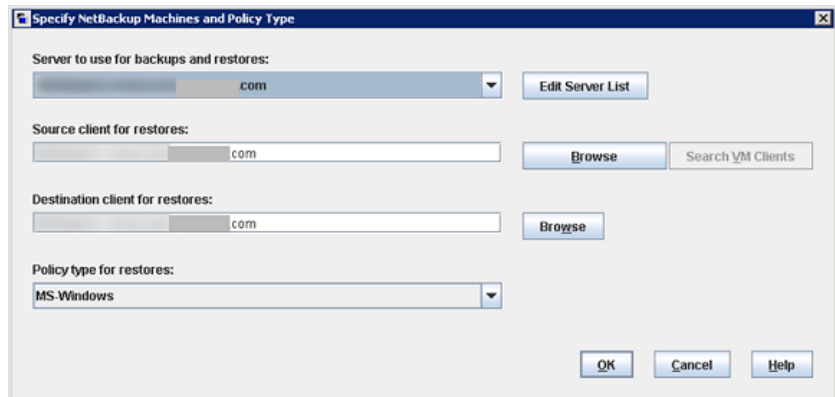 Specify NetBackup Machines and Policy Type
Server to use for backups and restores:
.com
Edit Server List
Source client for restores:
.com
Browse
Search VM Clients
Destination client for restores:
.com
Browse
Policy type for restores:
MS-Windows
OK
Cancel
Help